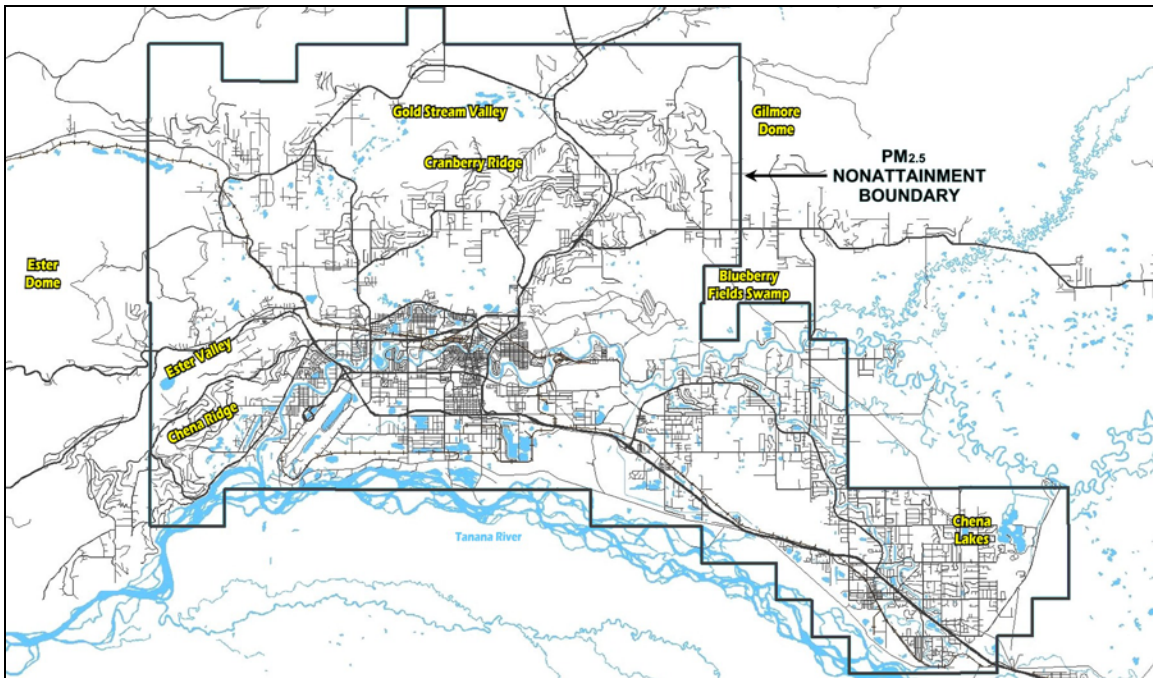 Gold Stream Valley
Gilmore
Dome
Cranberry Ridge
PM2.5
NONATTAINMENT
BOUNDARY
Ester
Dome
Blueberry
Fields Swamp
Ester Valley
Chena Ridge
Chena
Lakes
Tanana River